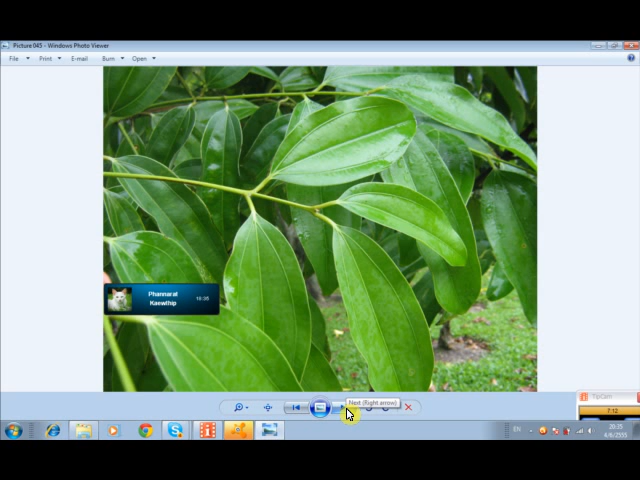 Picture 045 - Windows Photo Viewer
File Print E-mail Burn Open
Phannarat
Kaewthip
18:35
Next (Right arrow)
TipCam
7:12
EN
20:35
4/6/2555